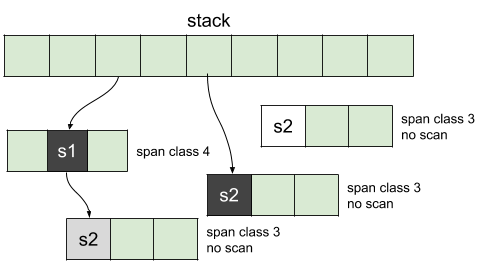 stack
s2
span class 3
no scan
s1
span class 4
s2
span class 3
no scan
s2
span class 3
no scan